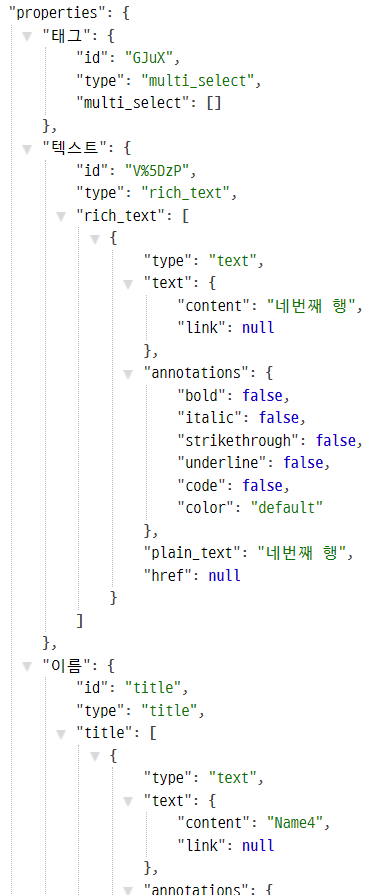 "properties": {
"태그": {
"id": "GJuX",
"type": "multi_select",
"multi_select": []
},
"텍스트": {
"id": "V%5DzP",
"type": "rich_text",
"rich_text": [
{
"type": "text",
"text": {
"content": "네번째 행",
"link": null
},
"annotations": {
"bold": false,
"italic": false,
"strikethrough": false,
"underline": false,
"code": false,
"color": "default"
},
"plain_text": "네번째 행",
"href": null
}
]
},
"이름": {
"id": "title",
"type": "title",
"title": [
{
"type": "text",
"text": {
"content": "Name4",
"link": null
},
"annotations": {